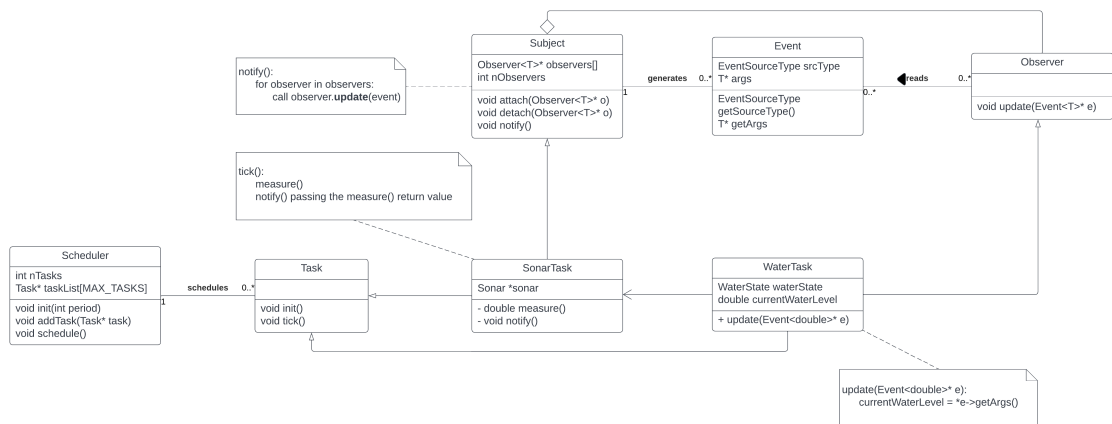 Subject
Observer<T>* observers[]
int nObservers
void attach(Observer<T>* o)
void detach(Observer<T>* o)
void notify()
notify():
for observer in observers:
call observer.update(event)
generates
1
0..*
Event
EventSourceType srcType
T* args
EventSourceType
getSourceType()
T* getArgs
reads
0..*
0..*
Observer
void update(Event<T>* e)
tick():
measure()
notify() passing the measure() return value
Scheduler
int nTasks
Task* taskList[MAX_TASKS]
void init(int period)
void addTask(Task* task)
void schedule()
schedules
1
0..*
Task
void init()
void tick()
SonarTask
Sonar *sonar
- double measure()
- void notify()
WaterTask
WaterState waterState
double currentWaterLevel
+ update(Event<double>* e)
update(Event<double>* e):
currentWaterLevel = *e->getArgs()